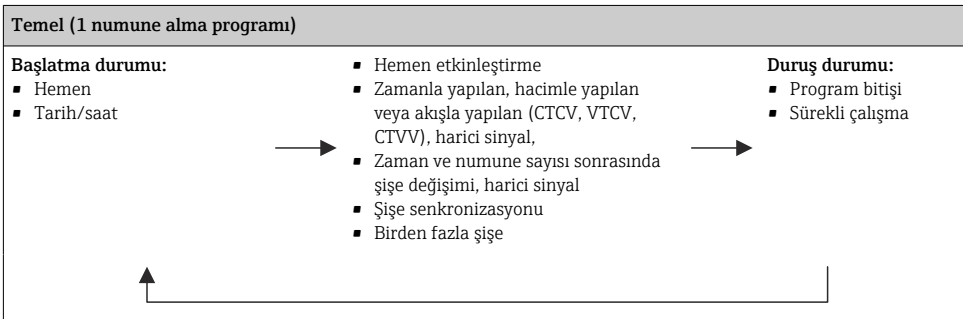 Temel (1 numune alma programı)
Başlatma durumu:
▪ Hemen
▪ Tarih/saat
▪ Hemen etkinleştirme
▪ Zamanla yapılan, hacimle yapılan
veya akışla yapılan (CTCV, VTCV,
CTVV), harici sinyal,
▪ Zaman ve numune sayısı sonrasında
şişe değişimi, harici sinyal
▪ Şişe senkronizasyonu
▪ Birden fazla şişe
Duruş durumu:
▪ Program bitişi
▪ Sürekli çalışma